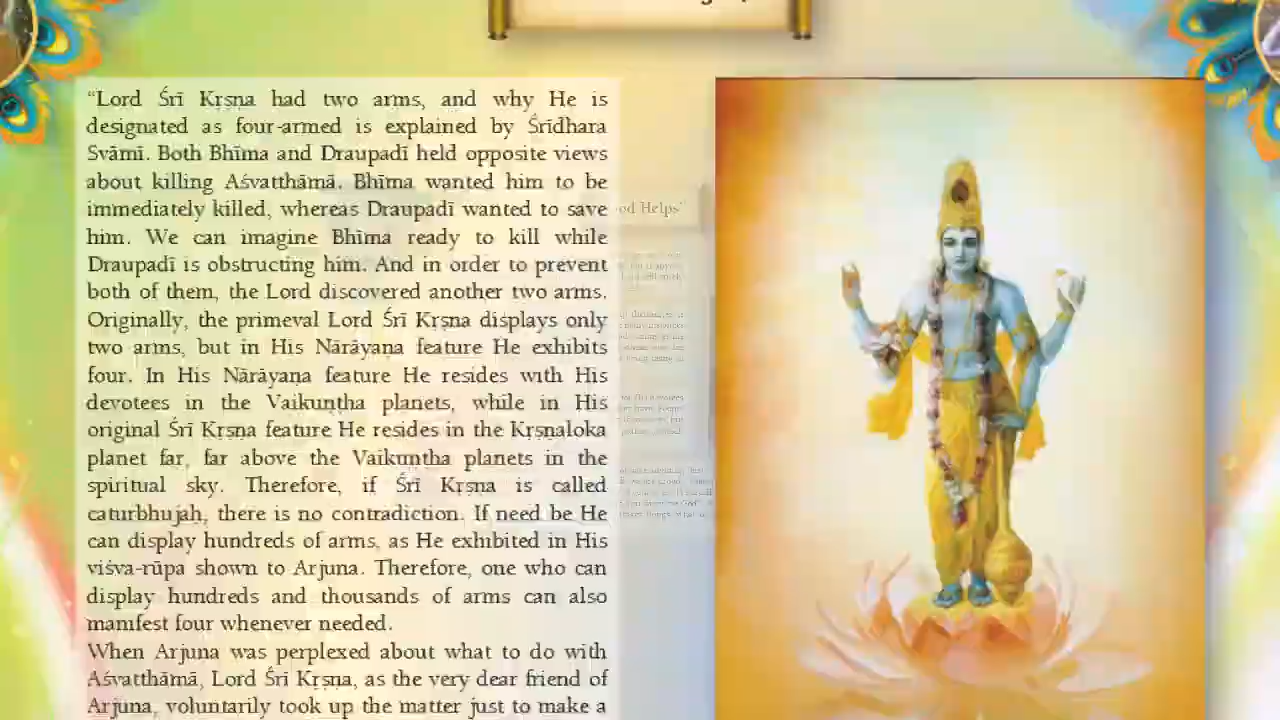 “Lord Śrī Kṛṣṇa had two arms, and why He is
designated as four-armed is explained by Śrīdhara
Svāmī. Both Bhīma and Draupadī held opposite views
about killing Aśvatthāmā. Bhīma wanted him to be
immediately killed, whereas Draupadī wanted to save
him. We can imagine Bhīma ready to kill while
Draupadī is obstructing him. And in order to prevent
both of them, the Lord discovered another two arms.
Originally, the primeval Lord Śrī Kṛṣṇa displays only
two arms, but in His Nārāyaṇa feature He exhibits
four. In His Nārāyaṇa feature He resides with His
devotees in the Vaikuṇṭha planets, while in His
original Śrī Kṛṣṇa feature He resides in the Kṛṣṇaloka
planet far, far above the Vaikuṇṭha planets in the
spiritual sky. Therefore, if Śrī Kṛṣṇa is called
caturbhujaḥ, there is no contradiction. If need be He
can display hundreds of arms, as He exhibited in His
viśva-rūpa shown to Arjuna. Therefore, one who can
display hundreds and thousands of arms can also
manifest four whenever needed.
When Arjuna was perplexed about what to do with
Aśvatthāmā, Lord Śrī Kṛṣṇa, as the very dear friend of
Arjuna, voluntarily took up the matter just to make a
Helps”